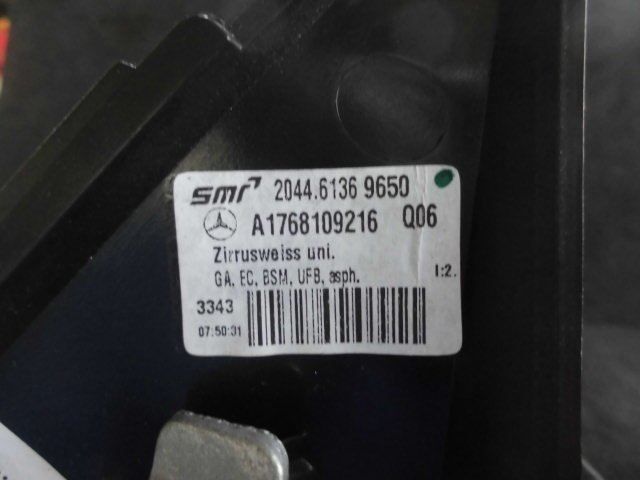 smr 2044.6136 9650
A1768109216 Q06
Zirrusweiss uni.
GA, EC, BSM, UFB, asph. I:2.
3343
07:50:31